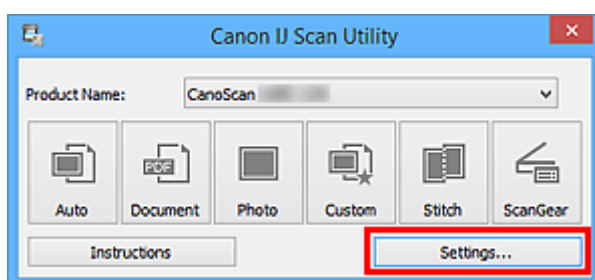 Canon IJ Scan Utility
Product Name: CanoScan
PDF
Auto Document Photo Custom Stitch ScanGear
Instructions Settings...